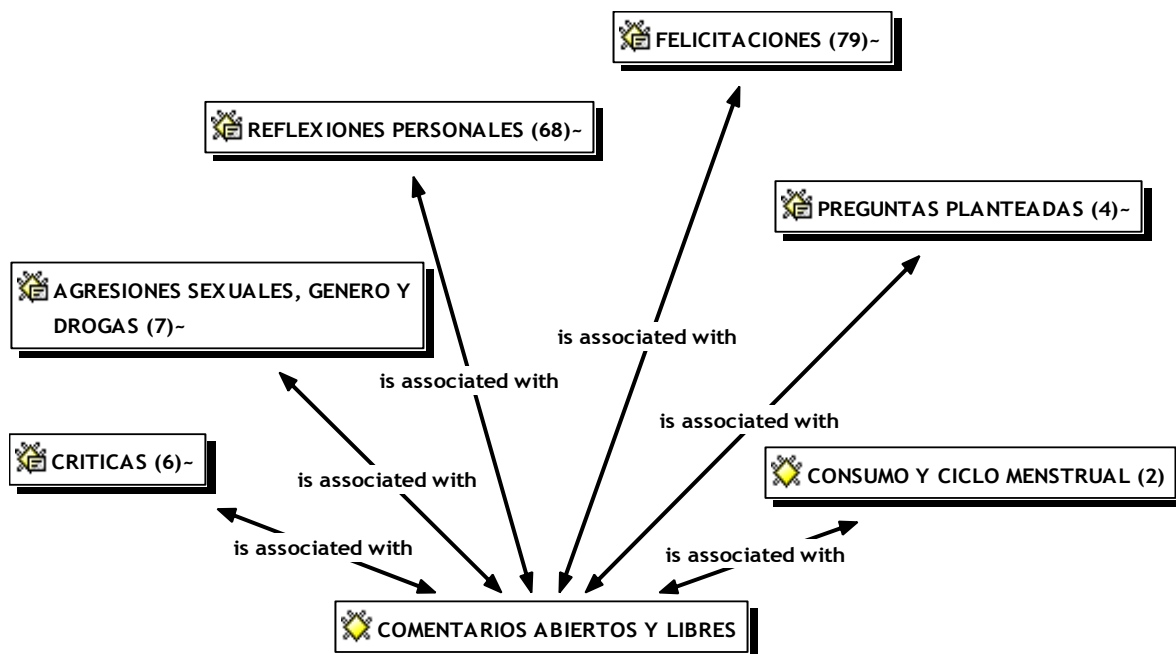 FELICITACIONES (79)~
REFLEXIONES PERSONALES (68)~
PREGUNTAS PLANTEADAS (4)~
AGRESIONES SEXUALES, GENERO Y
DROGAS (7)~
is associated with
is associated with
is associated with
CRITICAS (6)~
CONSUMO Y CICLO MENSTRUAL (2)
is associated with
is associated with
is associated with
COMENTARIOS ABIERTOS Y LIBRES